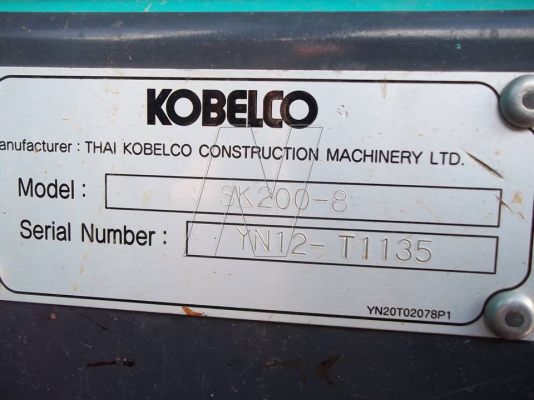 KOBELCO
anufacturer : THAI KOBELCO CONSTRUCTION MACHINERY LTD.
Model : SK200-8
Serial Number : YN12-T1135
YN20T02078P1